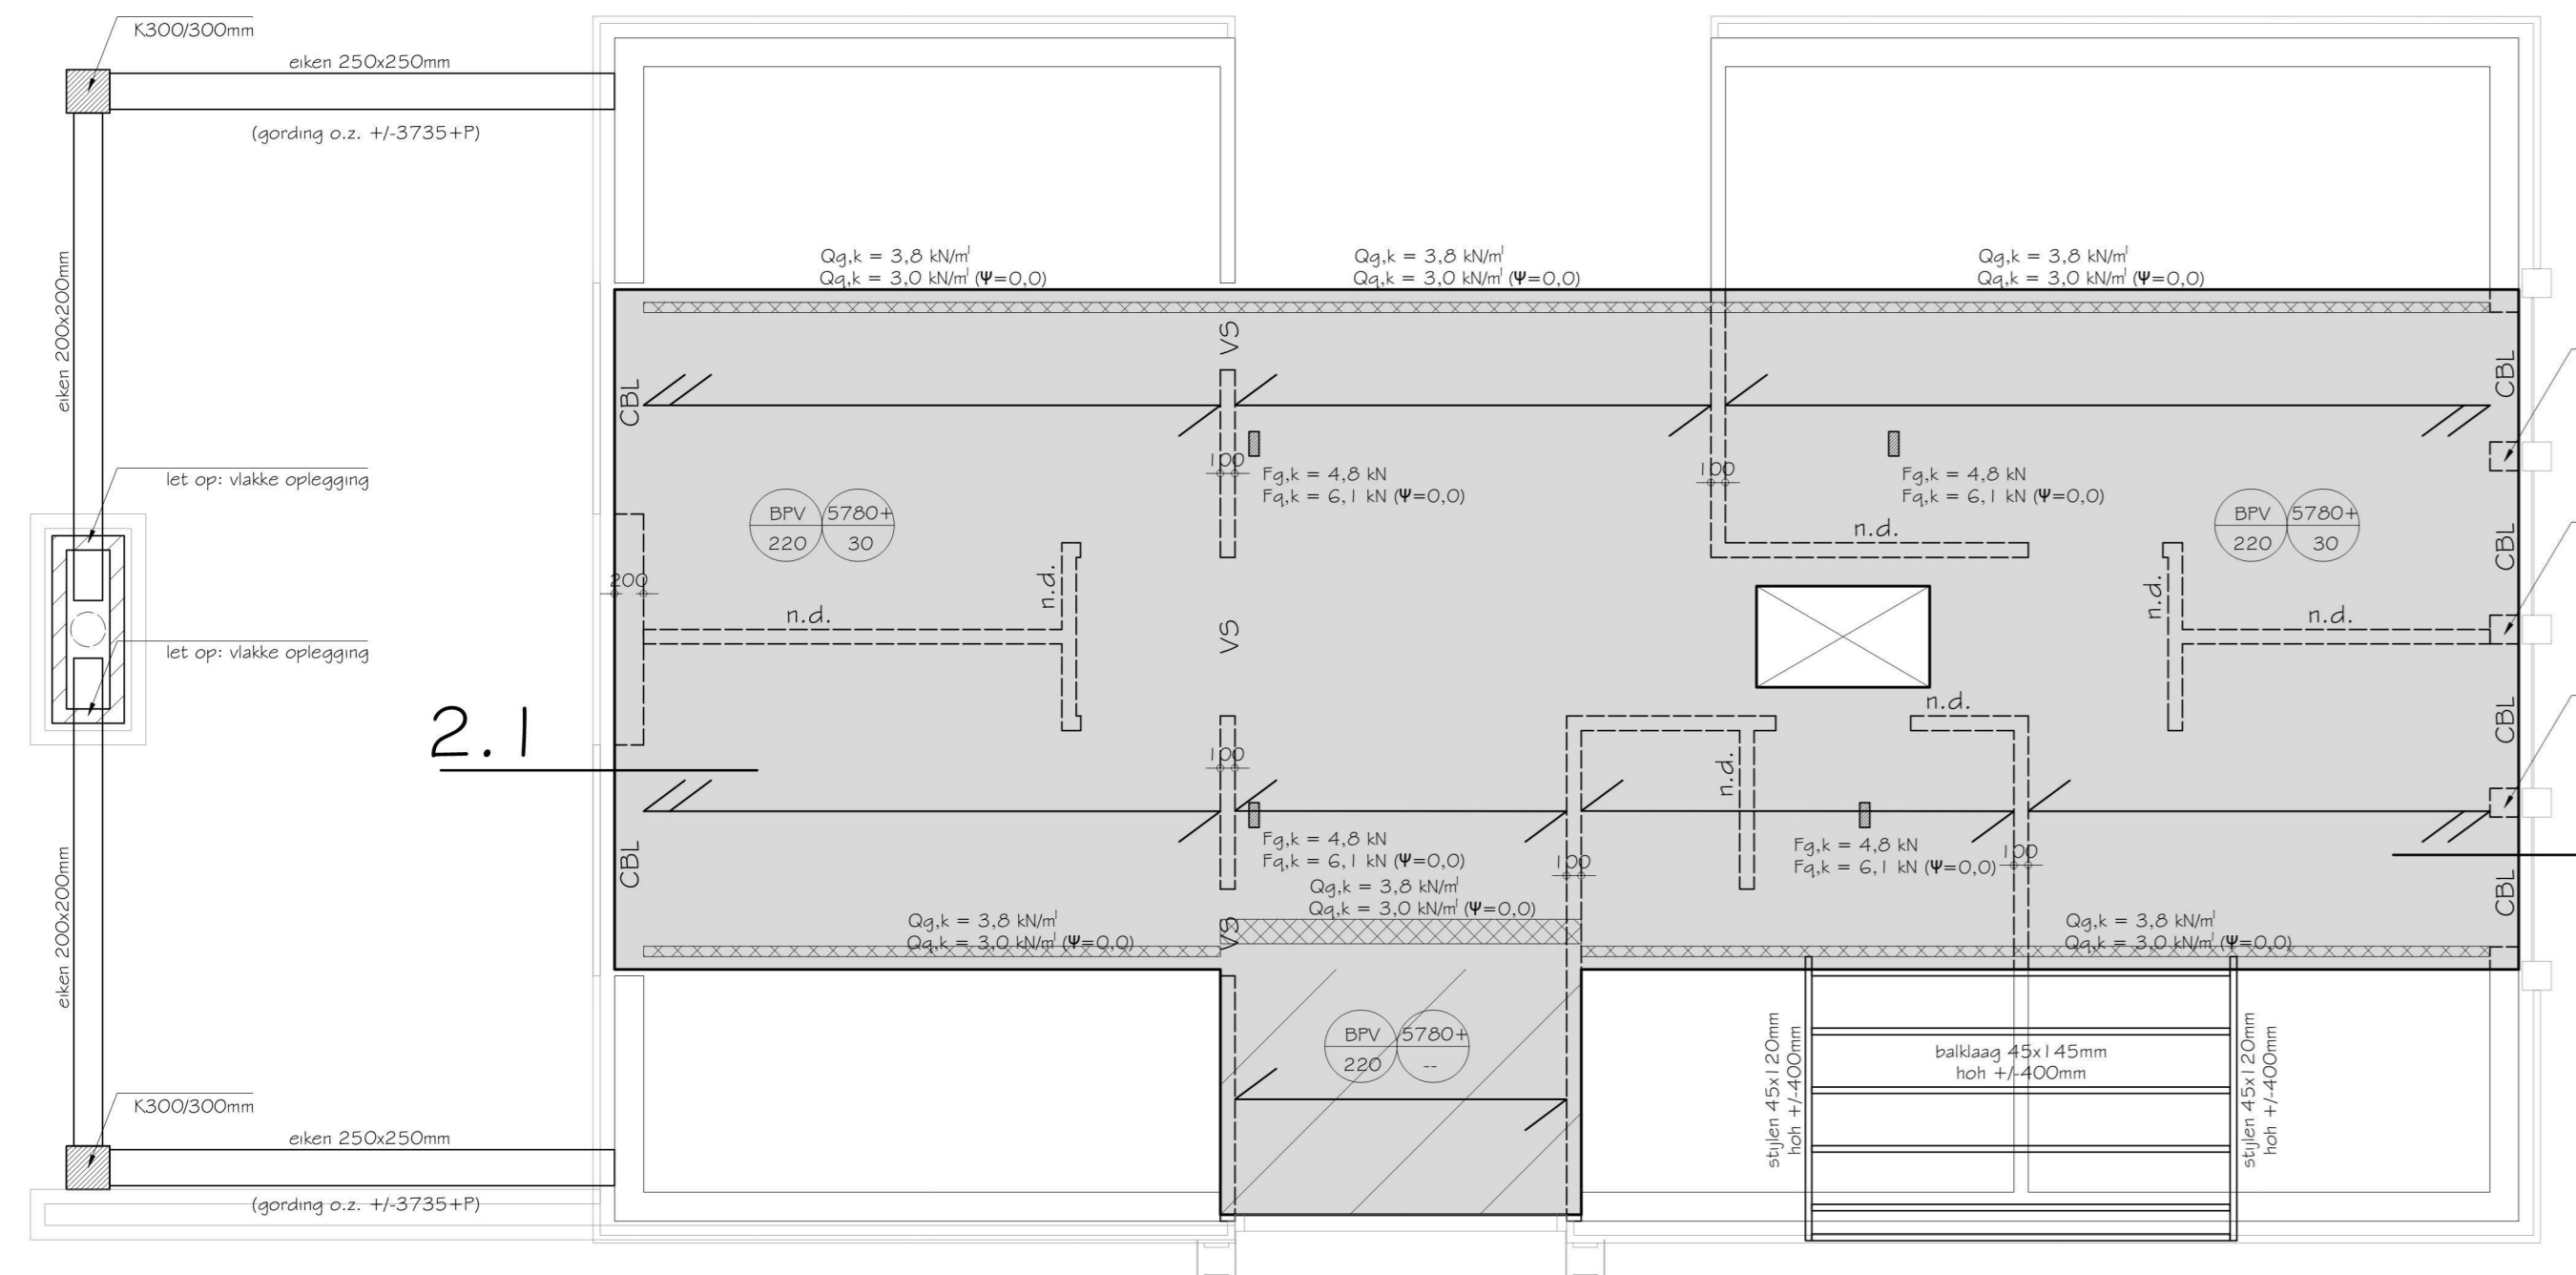 K300/300mm
eiken 250x250mm
(gording o.z. +/-3735+P)
eiken 200x200mm
let op: vlakke oplegging
let op: vlakke oplegging
eiken 200x200mm
K300/300mm
eiken 250x250mm
(gording o.z. +/-3735+P)
2.1
Qg,k = 3,8 kN/m¹
Qq,k = 3,0 kN/m¹ (Ψ=0,0)
Qg,k = 3,8 kN/m¹
Qq,k = 3,0 kN/m¹ (Ψ=0,0)
Qg,k = 3,8 kN/m¹
Qq,k = 3,0 kN/m¹ (Ψ=0,0)
CBL
VS
CBL
100
Fg,k = 4,8 kN
Fq,k = 6,1 kN (Ψ=0,0)
100
Fg,k = 4,8 kN
Fq,k = 6,1 kN (Ψ=0,0)
BPV
220
5780+
30
n.d.
BPV
220
5780+
30
CBL
200
n.d.
n.d.
VS
n.d.
n.d.
n.d.
CBL
100
n.d.
CBL
Fg,k = 4,8 kN
Fq,k = 6,1 kN (Ψ=0,0)
100
Fg,k = 4,8 kN
Fq,k = 6,1 kN (Ψ=0,0)
100
CBL
Qg,k = 3,8 kN/m¹
Qq,k = 3,0 kN/m¹ (Ψ=0,0)
Qg,k = 3,8 kN/m¹
Qq,k = 3,0 kN/m¹ (Ψ=0,0)
VS
Qg,k = 3,8 kN/m¹
Qq,k = 3,0 kN/m¹ (Ψ=0,0)
BPV
220
5780+
--
stijlen 45x120mm
hoh +/-400mm
balklaag 45x145mm
hoh +/-400mm
stijlen 45x120mm
hoh +/-400mm